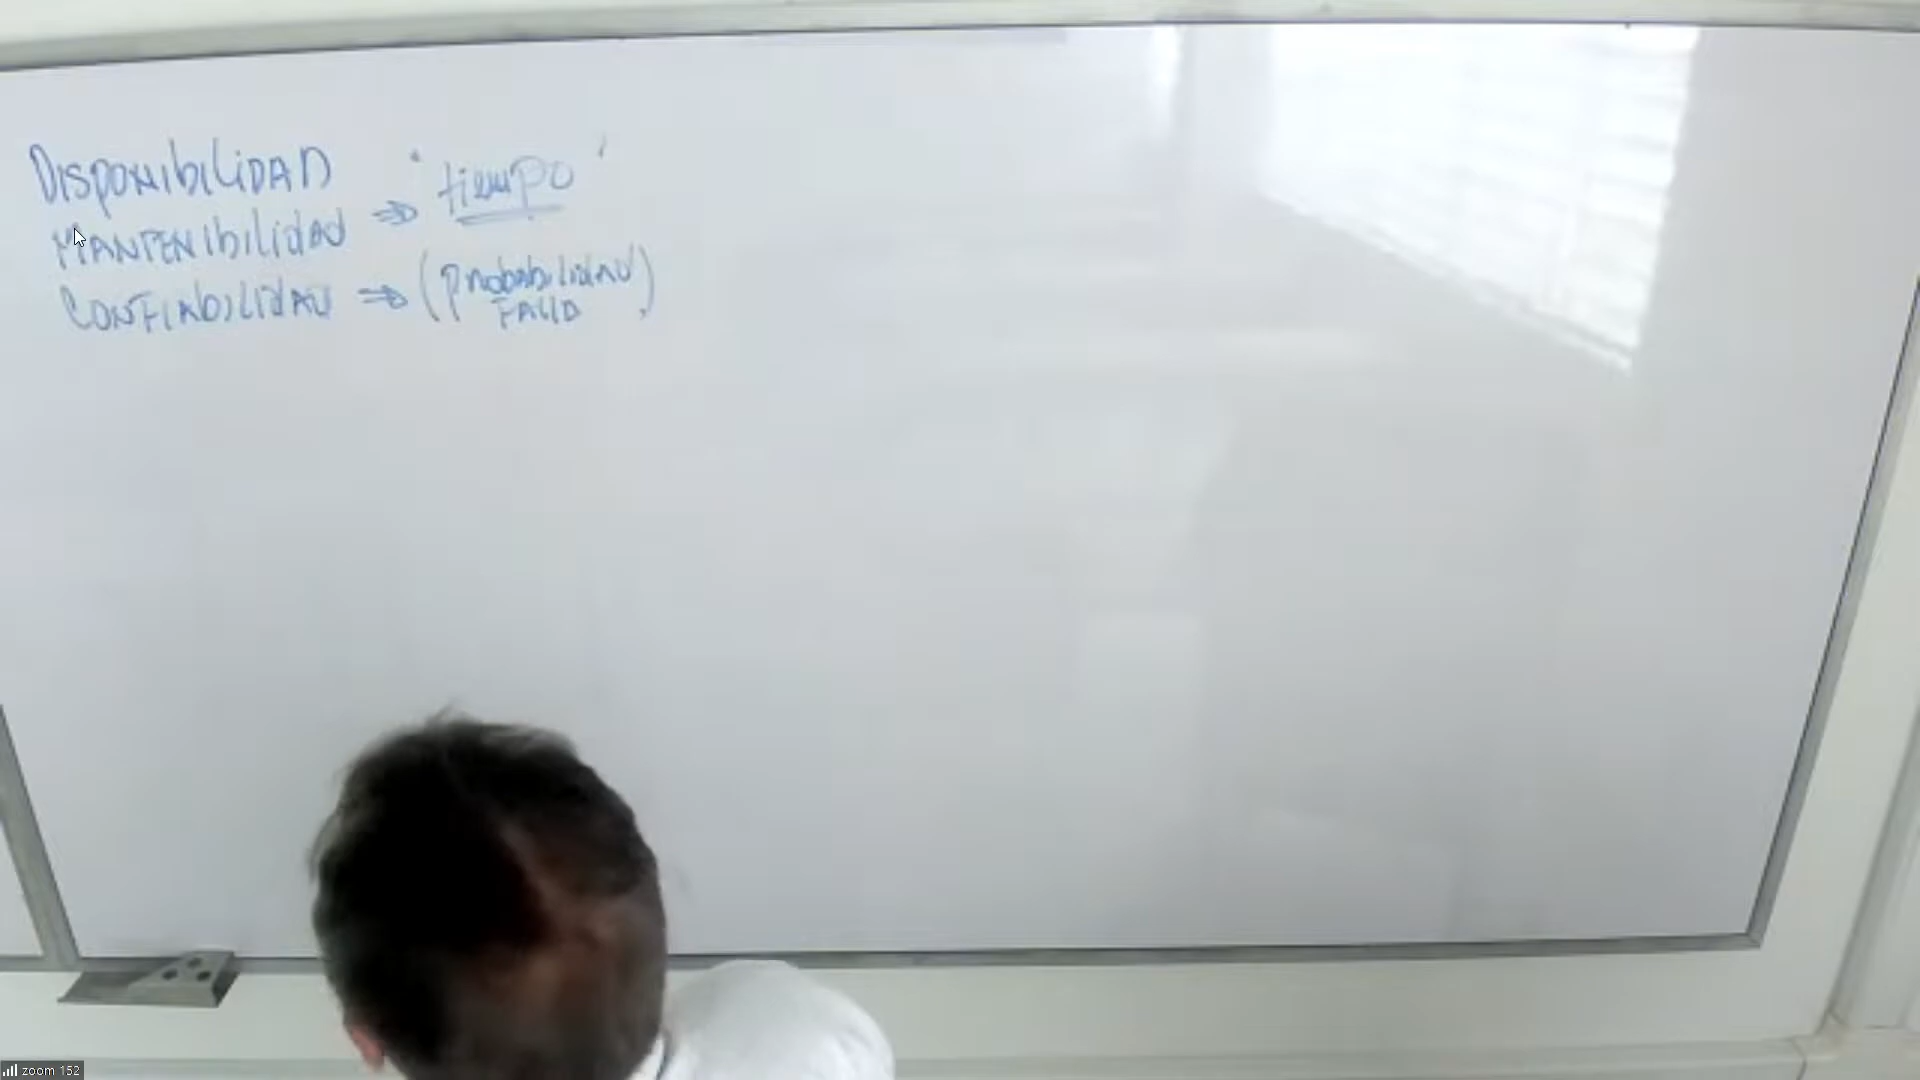 DISPONIBILIDAD
MANTENIBILIDAD ⇒ "tiempo"
CONFIABILIDAD ⇒ (probabilidad
FALLO)
zoom 152